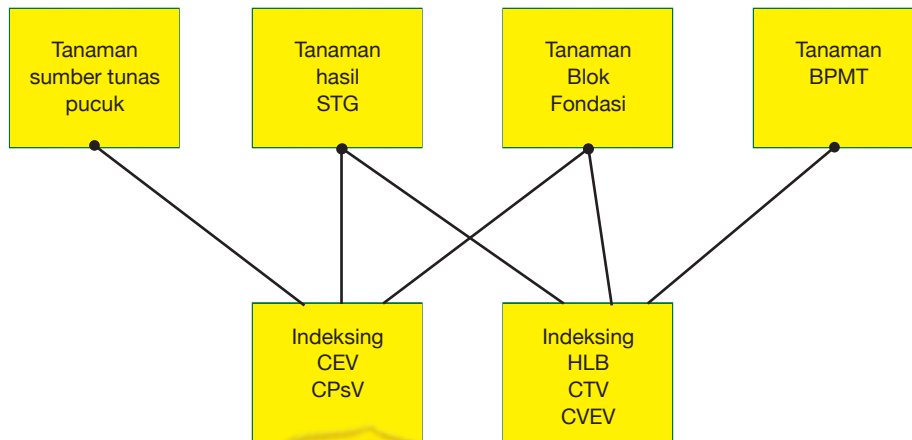 Tanaman
sumber tunas
pucuk
Tanaman
hasil
STG
Tanaman
Blok
Fondasi
Tanaman
BPMT
Indeksing
CEV
CPsV
Indeksing
HLB
CTV
CVEV